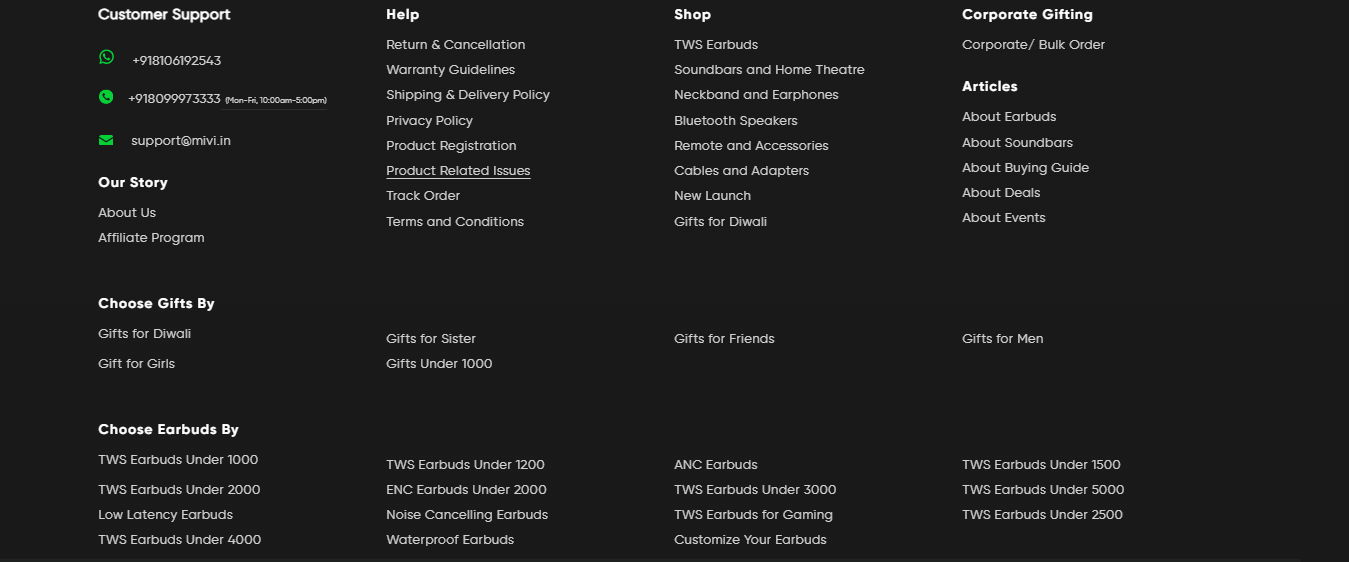 Customer Support
+918106192543
+918099973333 (Mon-Fri, 10:00am-5:00pm)
support@mivi.in
Our Story
About Us
Affiliate Program
Help
Return & Cancellation
Warranty Guidelines
Shipping & Delivery Policy
Privacy Policy
Product Registration
Product Related Issues
Track Order
Terms and Conditions
Shop
TWS Earbuds
Soundbars and Home Theatre
Neckband and Earphones
Bluetooth Speakers
Remote and Accessories
Cables and Adapters
New Launch
Gifts for Diwali
Corporate Gifting
Corporate/ Bulk Order
Articles
About Earbuds
About Soundbars
About Buying Guide
About Deals
About Events
Choose Gifts By
Gifts for Diwali
Gifts for Sister
Gifts for Friends
Gifts for Men
Gift for Girls
Gifts Under 1000
Choose Earbuds By
TWS Earbuds Under 1000
TWS Earbuds Under 1200
ANC Earbuds
TWS Earbuds Under 1500
TWS Earbuds Under 2000
ENC Earbuds Under 2000
TWS Earbuds Under 3000
TWS Earbuds Under 5000
Low Latency Earbuds
Noise Cancelling Earbuds
TWS Earbuds for Gaming
TWS Earbuds Under 2500
TWS Earbuds Under 4000
Waterproof Earbuds
Customize Your Earbuds